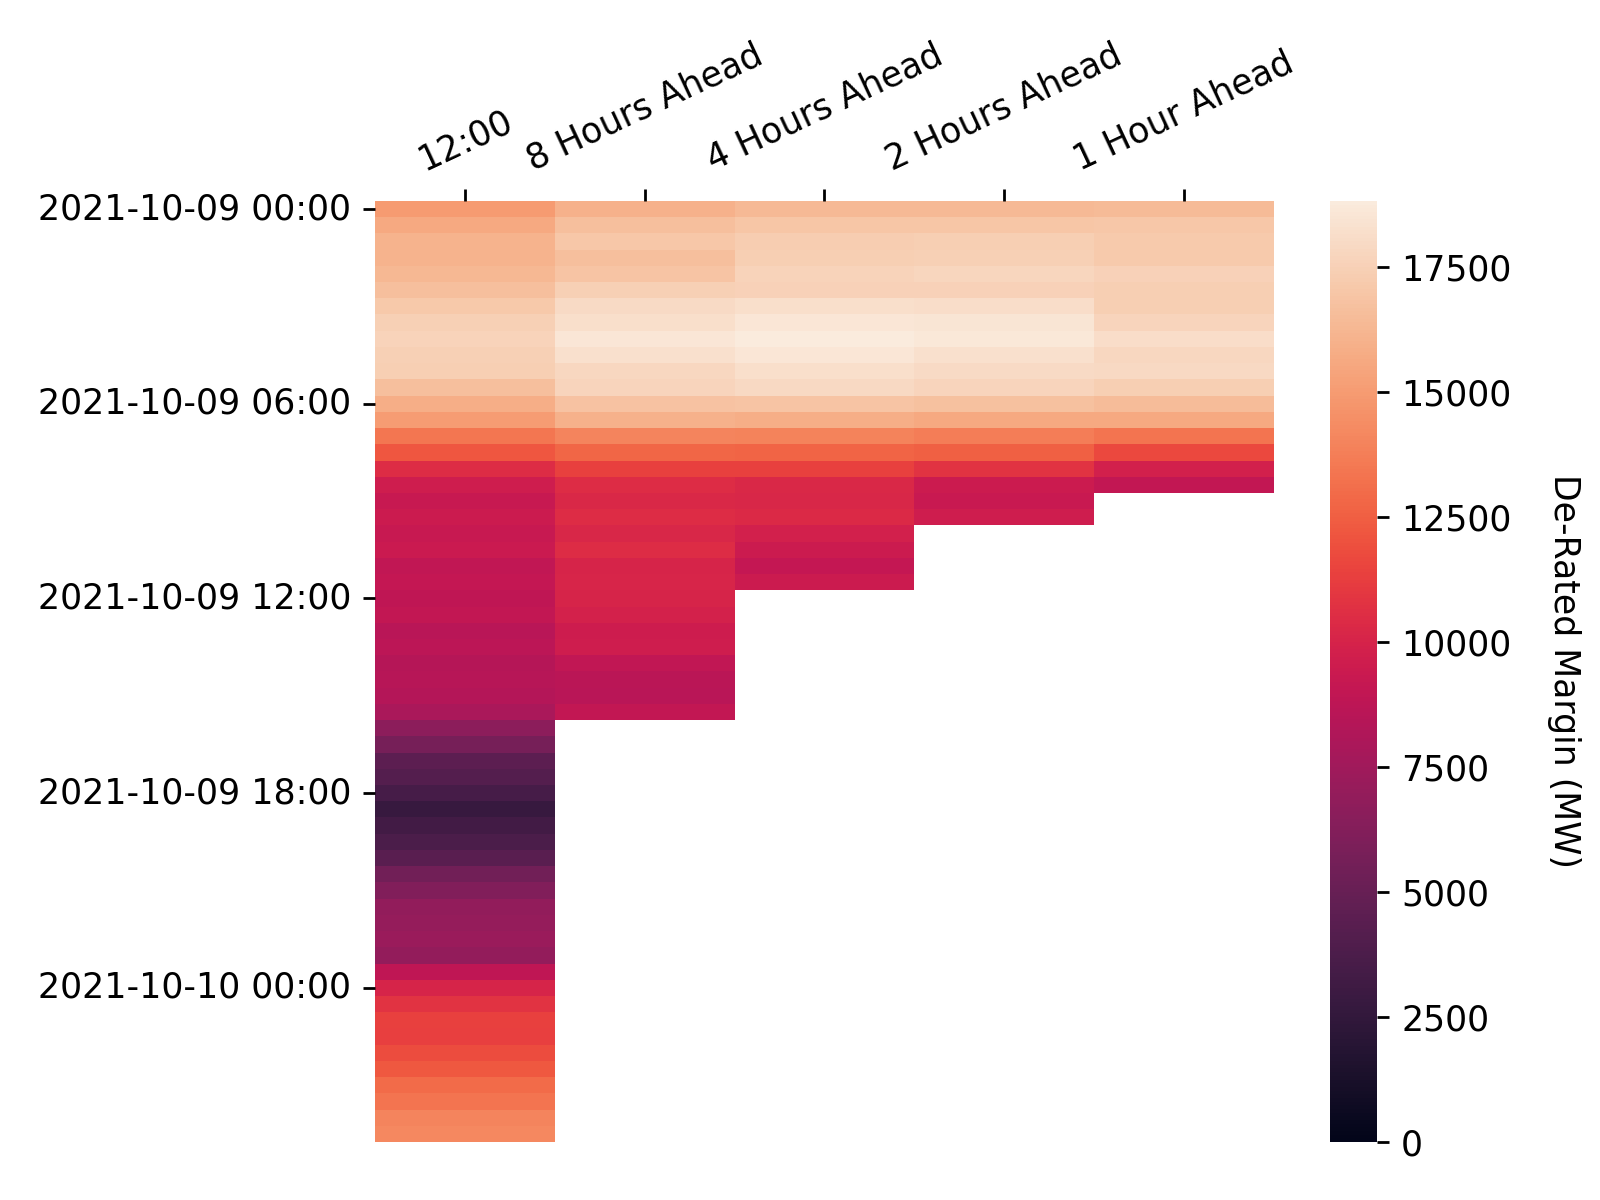 12:00
8 Hours Ahead
4 Hours Ahead
2 Hours Ahead
1 Hour Ahead
2021-10-09 00:00
2021-10-09 06:00
2021-10-09 12:00
2021-10-09 18:00
2021-10-10 00:00
17500
15000
12500
10000
7500
5000
2500
0
De-Rated Margin (MW)